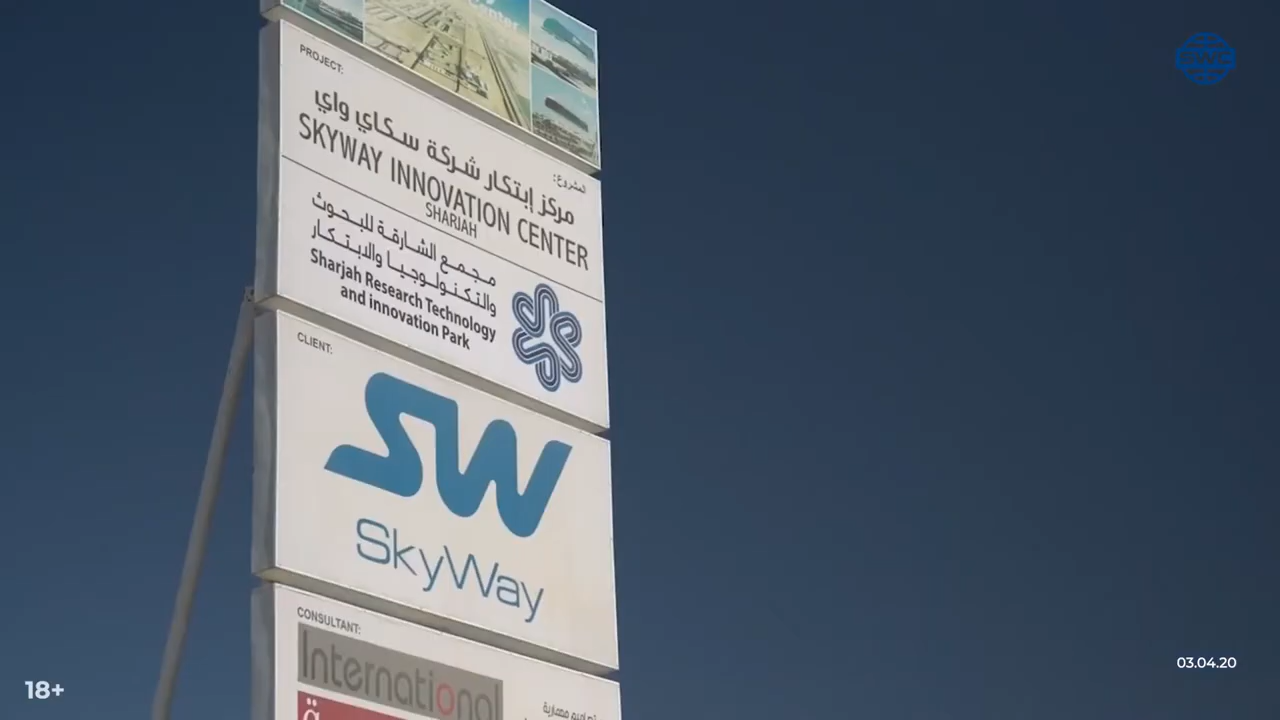 PROJECT:
المشروع:
مركز إبتكار شركة سكاي واي
SKYWAY INNOVATION CENTER
SHARJAH
مجمع الشارقة للبحوث
والتكنولوجيا والابتكار
Sharjah Research Technology
and innovation Park
CLIENT:
SW
SkyWay
CONSULTANT:
International
SWC
03.04.20
18+